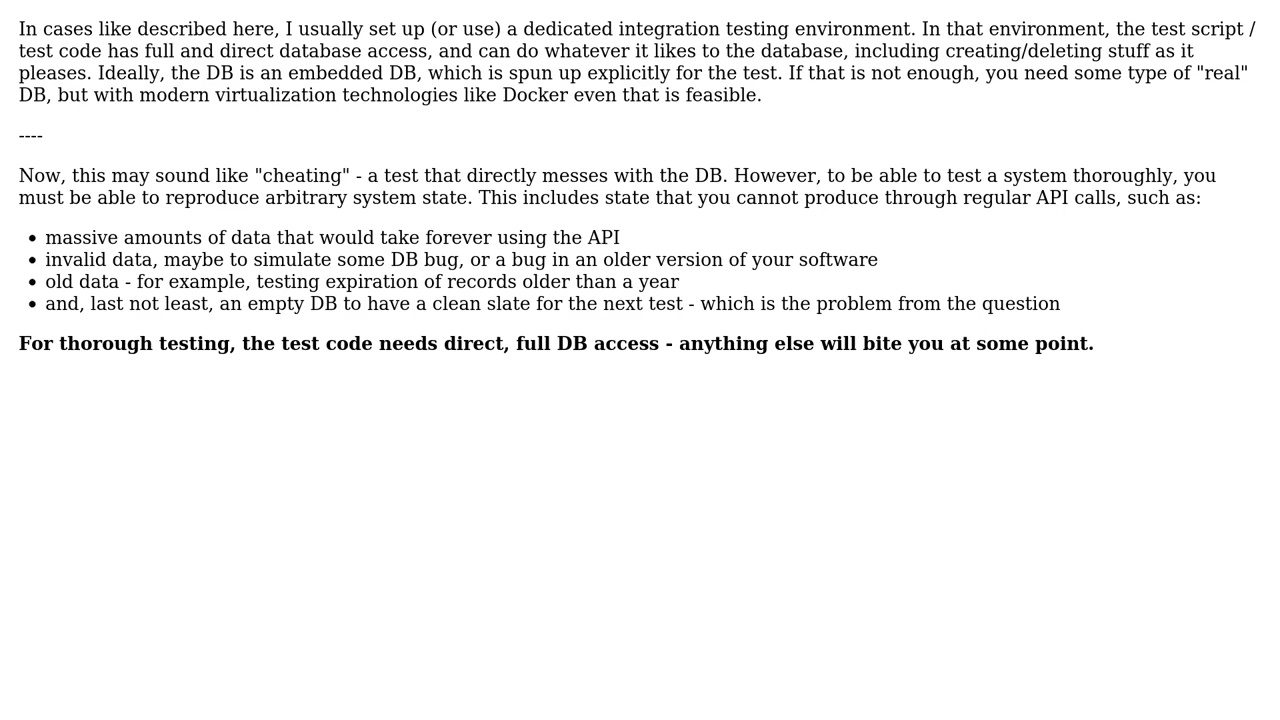 In cases like described here, I usually set up (or use) a dedicated integration testing environment. In that environment, the test script /
test code has full and direct database access, and can do whatever it likes to the database, including creating/deleting stuff as it
pleases. Ideally, the DB is an embedded DB, which is spun up explicitly for the test. If that is not enough, you need some type of "real"
DB, but with modern virtualization technologies like Docker even that is feasible.
----
Now, this may sound like "cheating" - a test that directly messes with the DB. However, to be able to test a system thoroughly, you
must be able to reproduce arbitrary system state. This includes state that you cannot produce through regular API calls, such as:
• massive amounts of data that would take forever using the API
• invalid data, maybe to simulate some DB bug, or a bug in an older version of your software
• old data - for example, testing expiration of records older than a year
• and, last not least, an empty DB to have a clean slate for the next test - which is the problem from the question
For thorough testing, the test code needs direct, full DB access - anything else will bite you at some point.